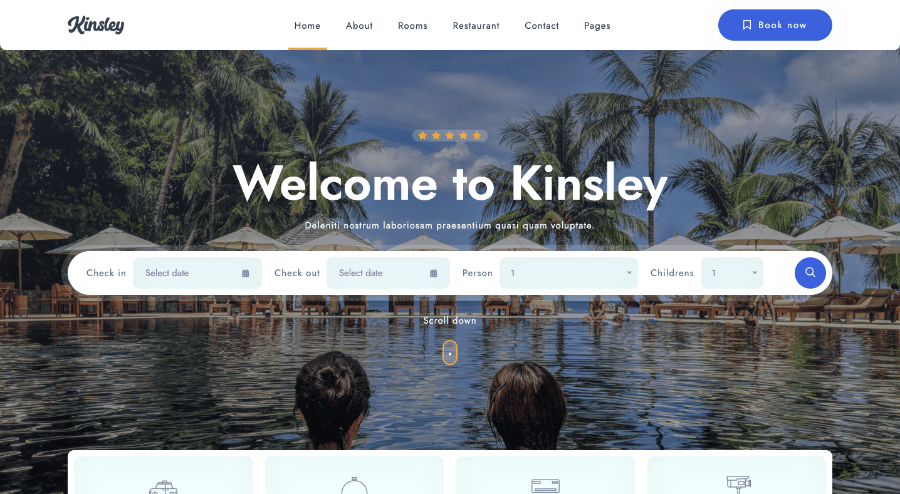 Kinsley
Home About Rooms Restaurant Contact Pages
Book now
Welcome to Kinsley
Deleniti nostrum laboriosam praesentium quasi quam voluptate.
Check in Select date Check out Select date Person 1 Childrens 1
Scroll down